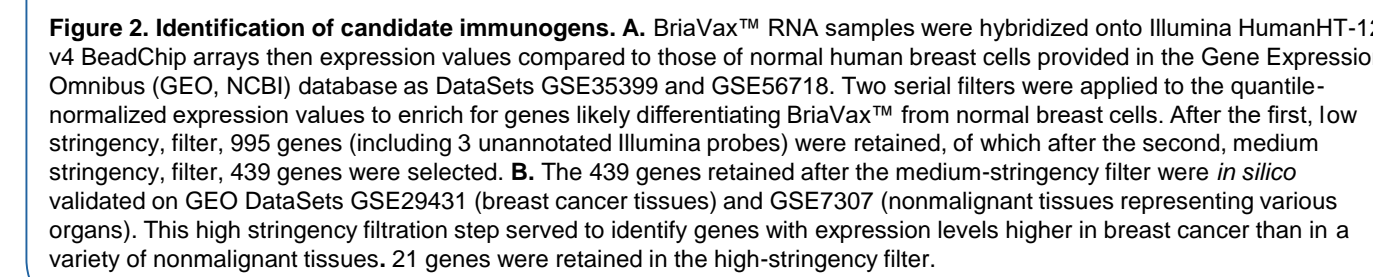 Figure 2. Identification of candidate immunogens. A. BriaVax™ RNA samples were hybridized onto Illumina HumanHT-12
v4 BeadChip arrays then expression values compared to those of normal human breast cells provided in the Gene Expression
Omnibus (GEO, NCBI) database as DataSets GSE35399 and GSE56718. Two serial filters were applied to the quantile-
normalized expression values to enrich for genes likely differentiating BriaVax™ from normal breast cells. After the first, low
stringency, filter, 995 genes (including 3 unannotated Illumina probes) were retained, of which after the second, medium
stringency, filter, 439 genes were selected. B. The 439 genes retained after the medium-stringency filter were in silico
validated on GEO DataSets GSE29431 (breast cancer tissues) and GSE7307 (nonmalignant tissues representing various
organs). This high stringency filtration step served to identify genes with expression levels higher in breast cancer than in a
variety of nonmalignant tissues. 21 genes were retained in the high-stringency filter.